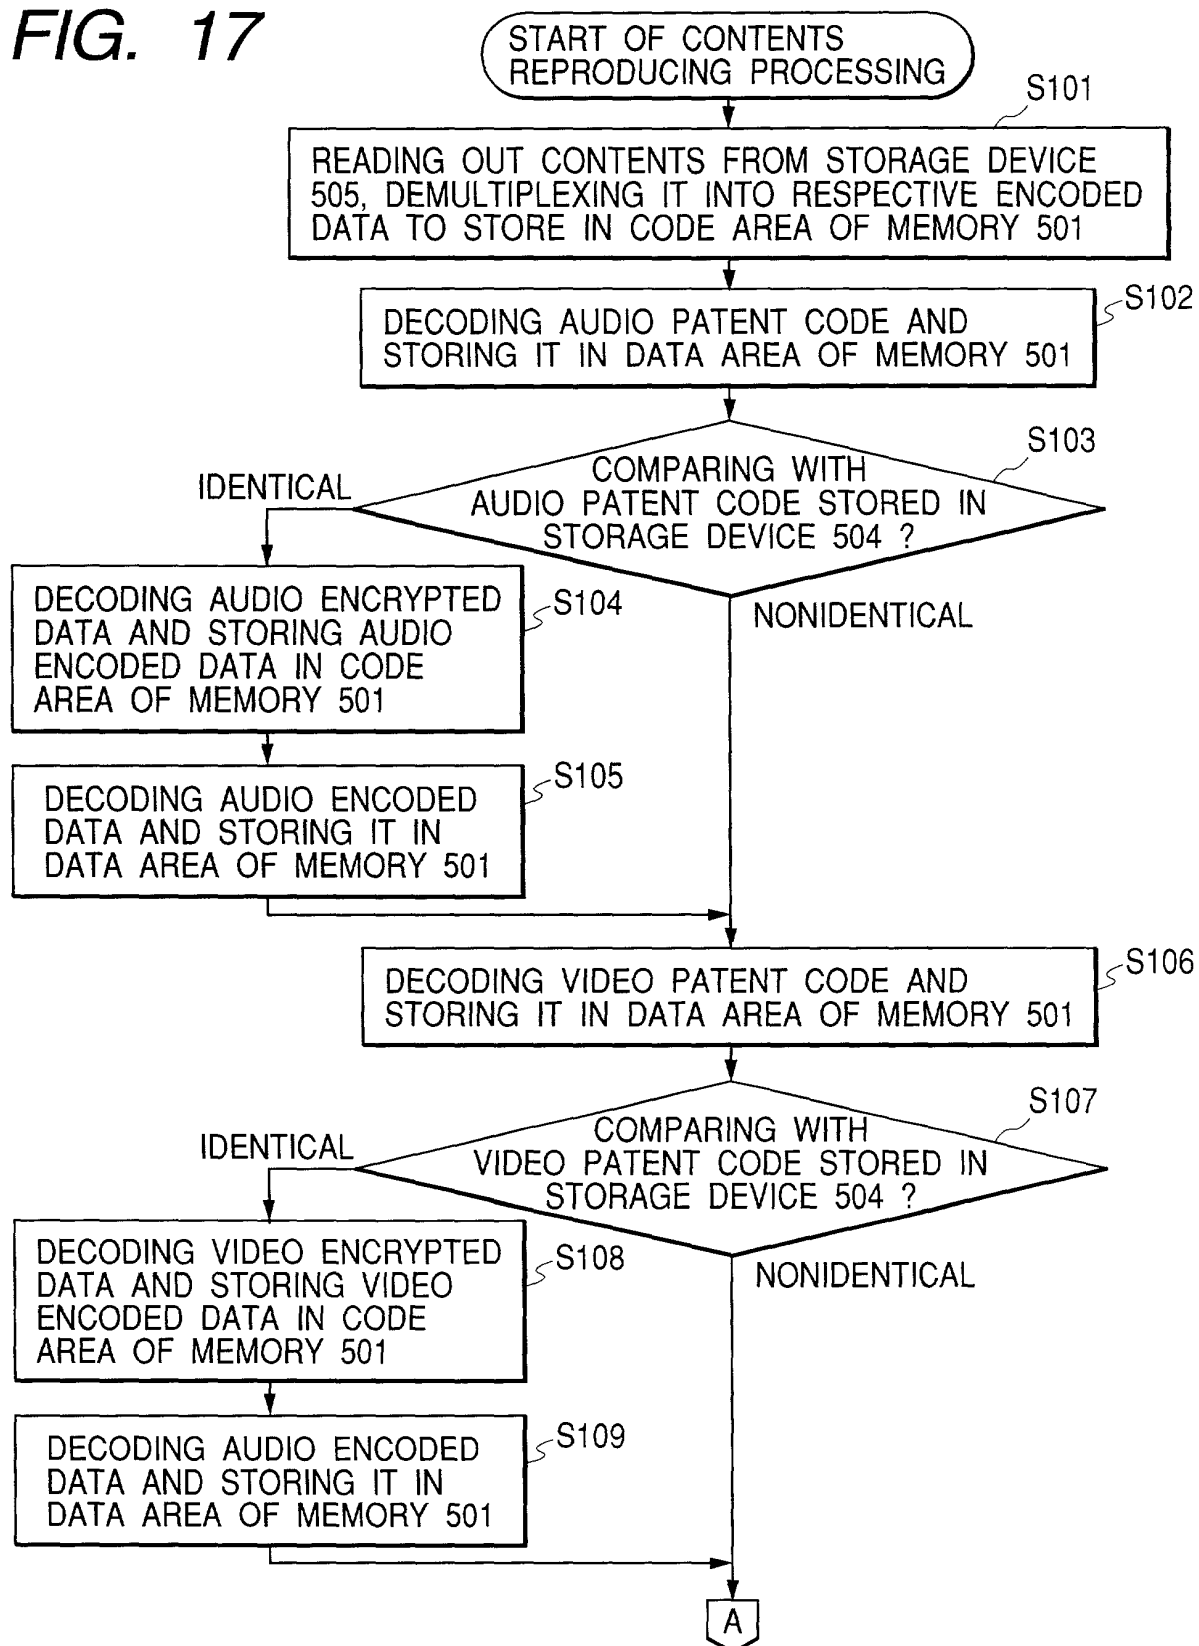 FIG. 17
START OF CONTENTS
REPRODUCING PROCESSING
S101
READING OUT CONTENTS FROM STORAGE DEVICE
505, DEMULTIPLEXING IT INTO RESPECTIVE ENCODED
DATA TO STORE IN CODE AREA OF MEMORY 501
S102
DECODING AUDIO PATENT CODE AND
STORING IT IN DATA AREA OF MEMORY 501
S103
COMPARING WITH
AUDIO PATENT CODE STORED IN
STORAGE DEVICE 504 ?
IDENTICAL
NONIDENTICAL
S104
DECODING AUDIO ENCRYPTED
DATA AND STORING AUDIO
ENCODED DATA IN CODE
AREA OF MEMORY 501
S105
DECODING AUDIO ENCODED
DATA AND STORING IT IN
DATA AREA OF MEMORY 501
S106
DECODING VIDEO PATENT CODE AND
STORING IT IN DATA AREA OF MEMORY 501
S107
COMPARING WITH
VIDEO PATENT CODE STORED IN
STORAGE DEVICE 504 ?
IDENTICAL
NONIDENTICAL
S108
DECODING VIDEO ENCRYPTED
DATA AND STORING VIDEO
ENCODED DATA IN CODE
AREA OF MEMORY 501
S109
DECODING AUDIO ENCODED
DATA AND STORING IT IN
DATA AREA OF MEMORY 501
A